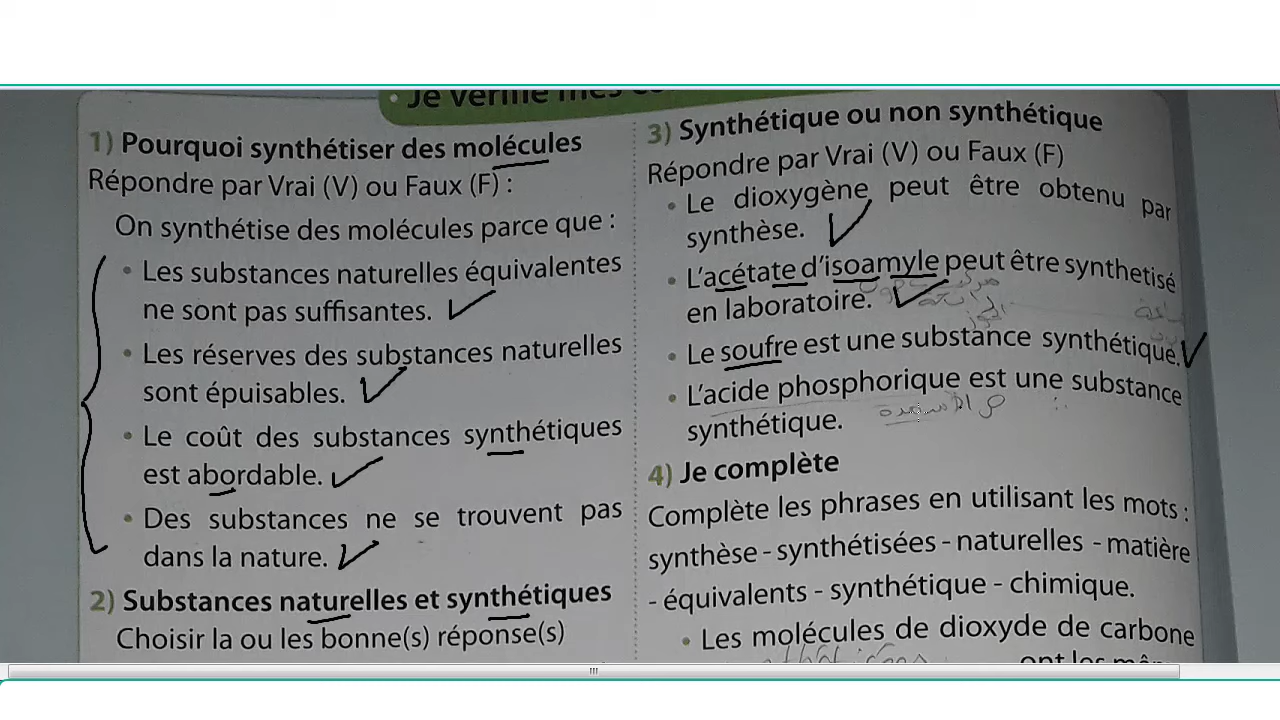 • Je vérifie mes
1) Pourquoi synthétiser des molécules
Répondre par Vrai (V) ou Faux (F) :
On synthétise des molécules parce que :
• Les substances naturelles équivalentes
ne sont pas suffisantes.
• Les réserves des substances naturelles
sont épuisables.
• Le coût des substances synthétiques
est abordable.
• Des substances ne se trouvent pas
dans la nature.
2) Substances naturelles et synthétiques
Choisir la ou les bonne(s) réponse(s)
3) Synthétique ou non synthétique
Répondre par Vrai (V) ou Faux (F)
• Le dioxygène peut être obtenu par
synthèse.
• L'acétate d'isoamyle peut être synthetisé
en laboratoire.
• Le soufre est une substance synthétique.
• L'acide phosphorique est une substance
synthétique.
4) Je complète
Complète les phrases en utilisant les mots :
synthèse - synthétisées - naturelles - matière
- équivalents - synthétique - chimique.
• Les molécules de dioxyde de carbone
ont les